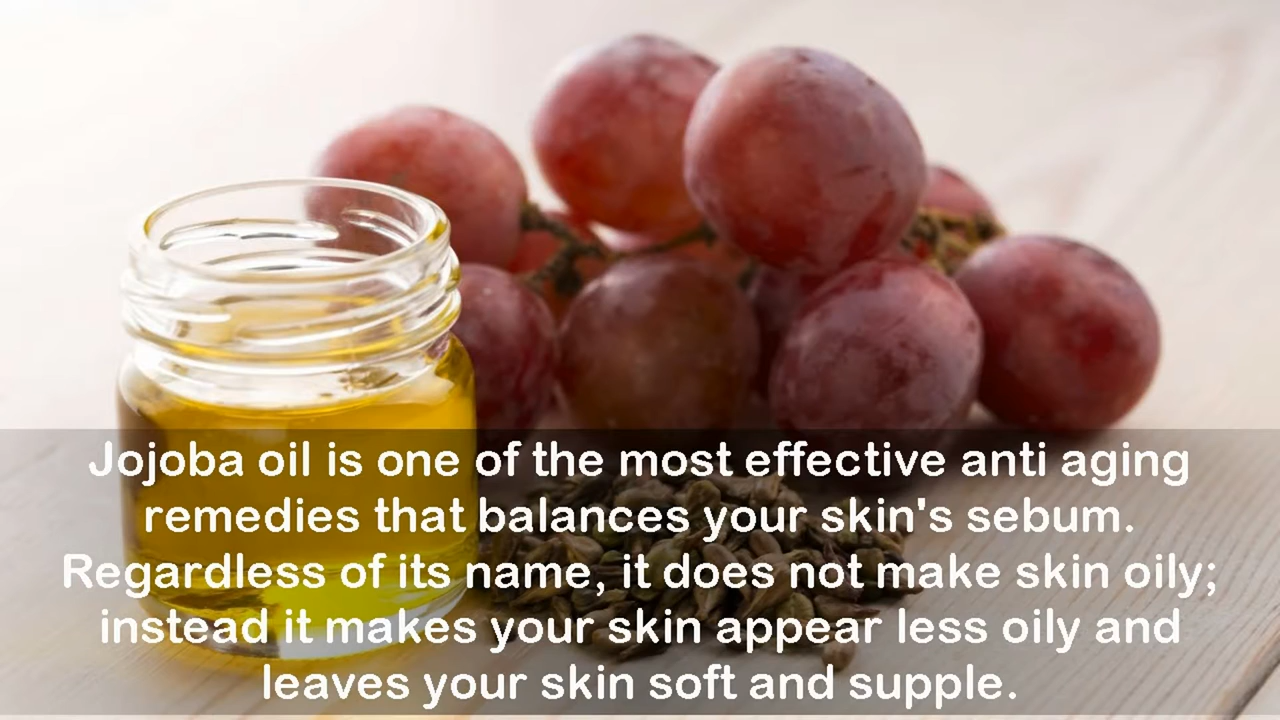 Jojoba oil is one of the most effective anti aging
remedies that balances your skin's sebum.
Regardless of its name, it does not make skin oily;
instead it makes your skin appear less oily and
leaves your skin soft and supple.